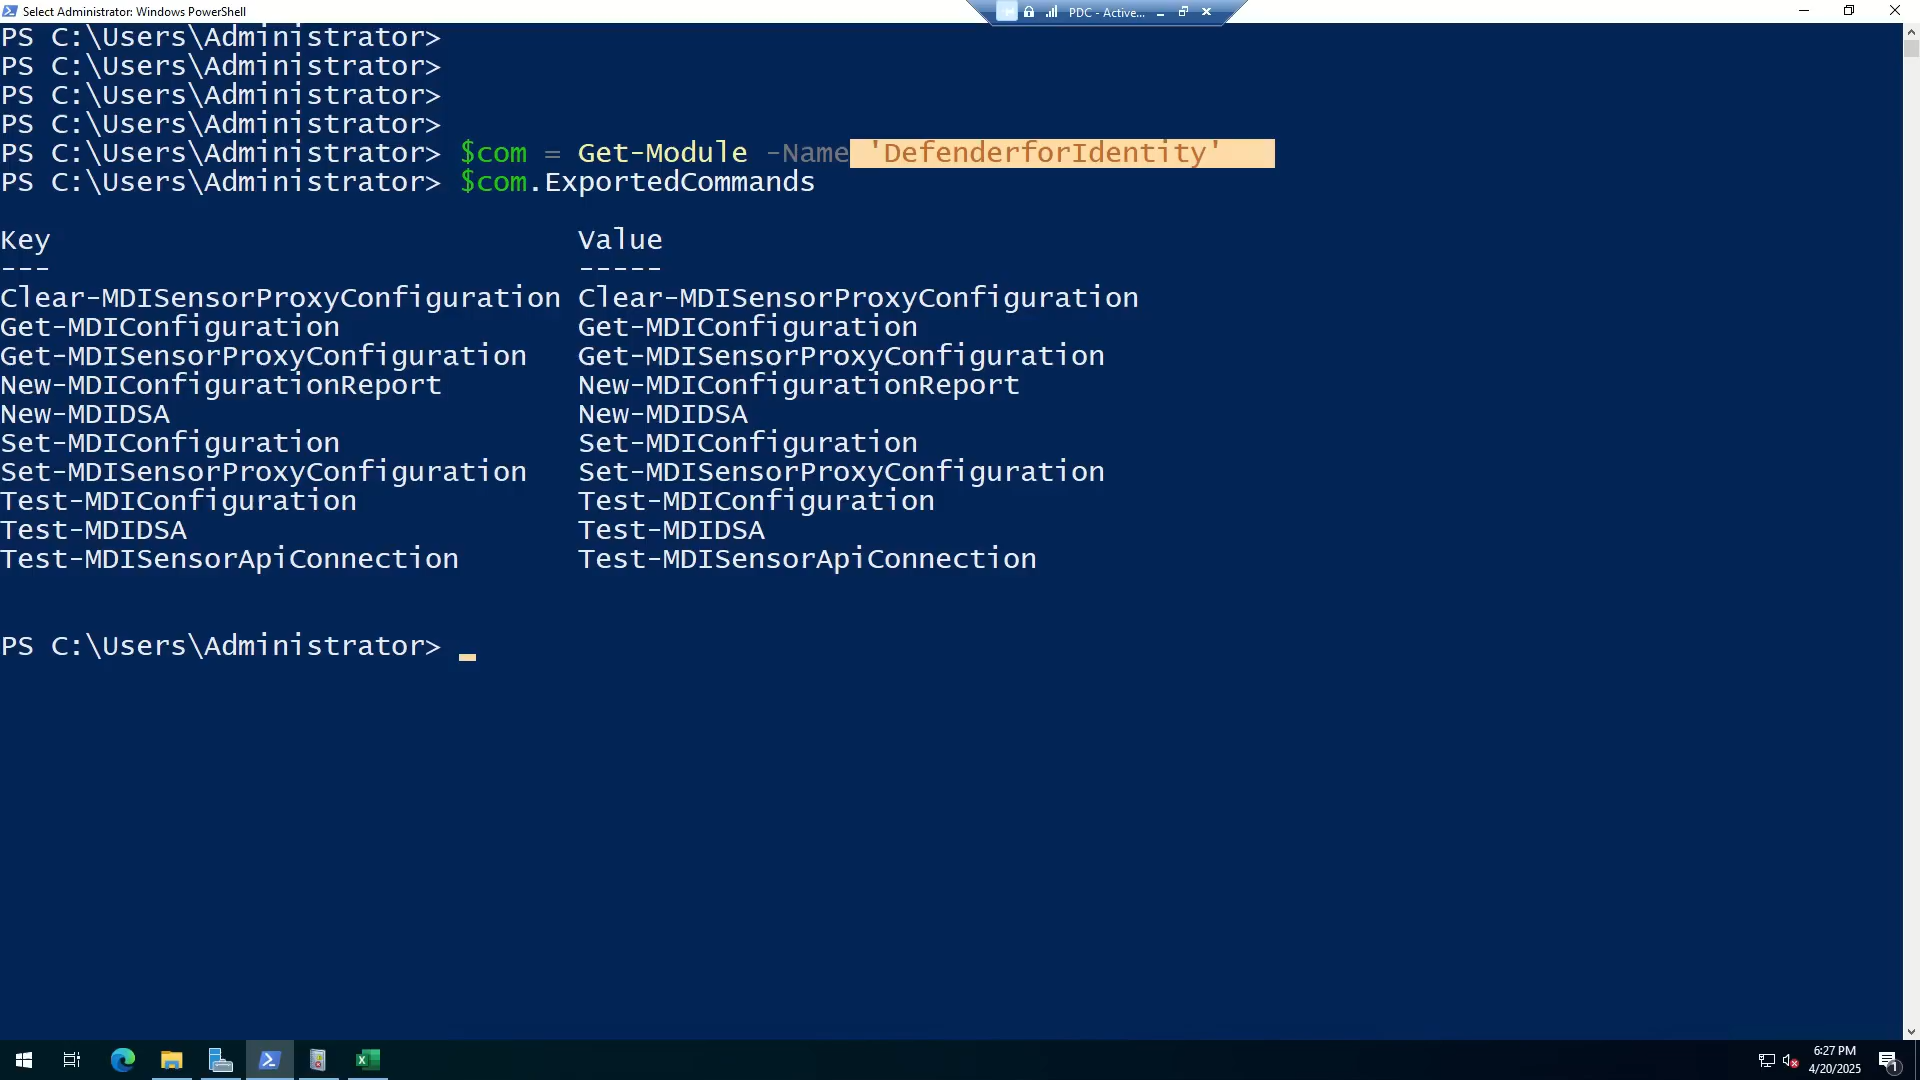 Select Administrator: Windows PowerShell
PDC - Active...
PS C:\Users\Administrator>
PS C:\Users\Administrator>
PS C:\Users\Administrator>
PS C:\Users\Administrator>
PS C:\Users\Administrator> $com = Get-Module -Name 'DefenderforIdentity'
PS C:\Users\Administrator> $com.ExportedCommands
Key Value
--- -----
Clear-MDISensorProxyConfiguration Clear-MDISensorProxyConfiguration
Get-MDIConfiguration Get-MDIConfiguration
Get-MDISensorProxyConfiguration Get-MDISensorProxyConfiguration
New-MDIConfigurationReport New-MDIConfigurationReport
New-MDIDSA New-MDIDSA
Set-MDIConfiguration Set-MDIConfiguration
Set-MDISensorProxyConfiguration Set-MDISensorProxyConfiguration
Test-MDIConfiguration Test-MDIConfiguration
Test-MDIDSA Test-MDIDSA
Test-MDISensorApiConnection Test-MDISensorApiConnection
PS C:\Users\Administrator>
6:27 PM
4/20/2025
1